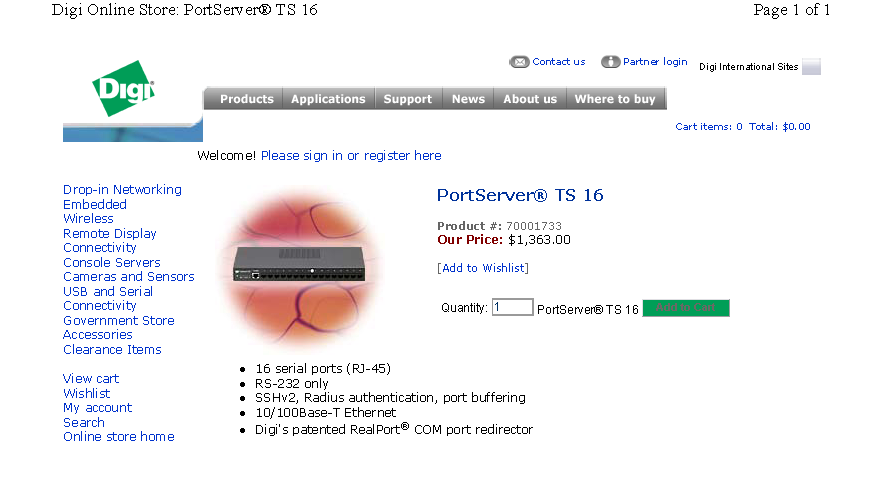 Digi Online Store: PortServer® TS 16 Page 1 of 1
Contact us Partner login Digi International Sites
Digi
Products Applications Support News About us Where to buy
Cart items: 0 Total: $0.00
Welcome! Please sign in or register here
Drop-in Networking
Embedded
Wireless
Remote Display
Connectivity
Console Servers
Cameras and Sensors
USB and Serial
Connectivity
Government Store
Accessories
Clearance Items
View cart
Wishlist
My account
Search
Online store home
PortServer® TS 16
Product #: 70001733
Our Price: $1,363.00
[Add to Wishlist]
Quantity: 1 PortServer® TS 16 Add to Cart
• 16 serial ports (RJ-45)
• RS-232 only
• SSHv2, Radius authentication, port buffering
• 10/100Base-T Ethernet
• Digi's patented RealPort® COM port redirector